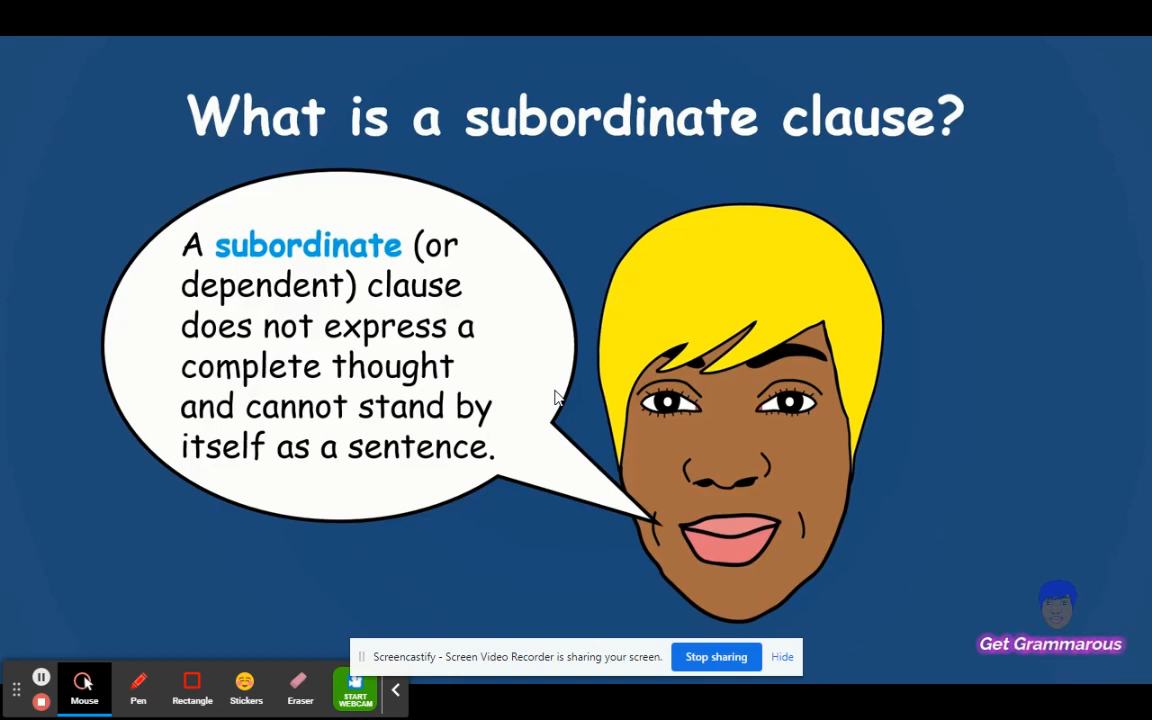 What is a subordinate clause?
A subordinate (or
dependent) clause
does not express a
complete thought
and cannot stand by
itself as a sentence.
Get Grammarous
Screencastify - Screen Video Recorder is sharing your screen.
Stop sharing
Hide
Mouse
Pen
Rectangle
Stickers
Eraser
START
WEBCAM